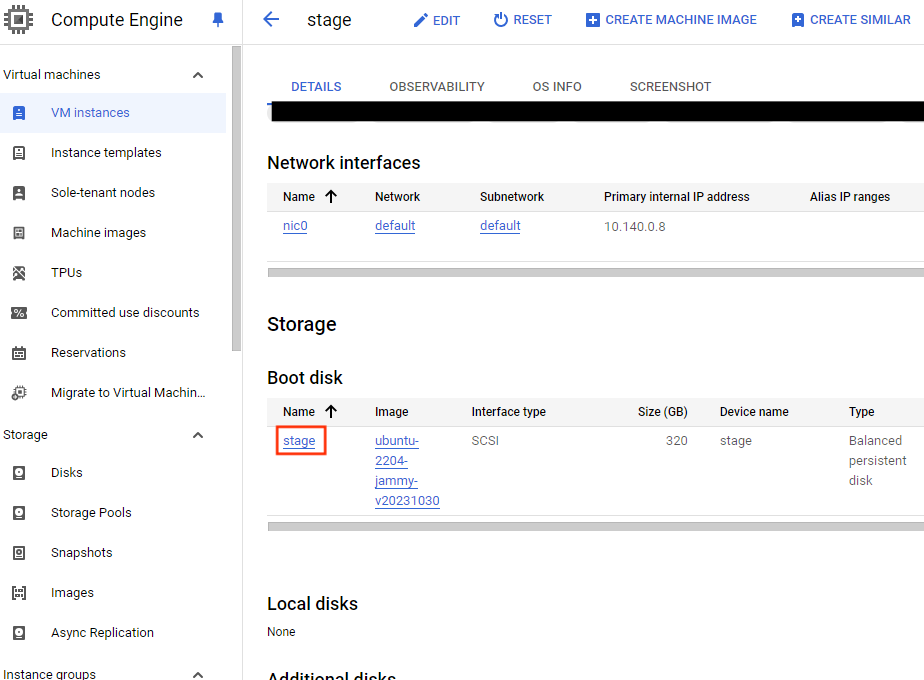 Compute Engine
stage
EDIT
RESET
CREATE MACHINE IMAGE
CREATE SIMILAR
Virtual machines
VM instances
Instance templates
Sole-tenant nodes
Machine images
TPUs
Committed use discounts
Reservations
Migrate to Virtual Machin...
Storage
Disks
Storage Pools
Snapshots
Images
Async Replication
Instance groups
DETAILS
OBSERVABILITY
OS INFO
SCREENSHOT
Network interfaces
Name Network Subnetwork Primary internal IP address Alias IP ranges
nic0 default default 10.140.0.8
Storage
Boot disk
Name Image Interface type Size (GB) Device name Type
stage ubuntu- SCSI 320 stage Balanced
2204- persistent
jammy- disk
v20231030
Local disks
None
Additional disks